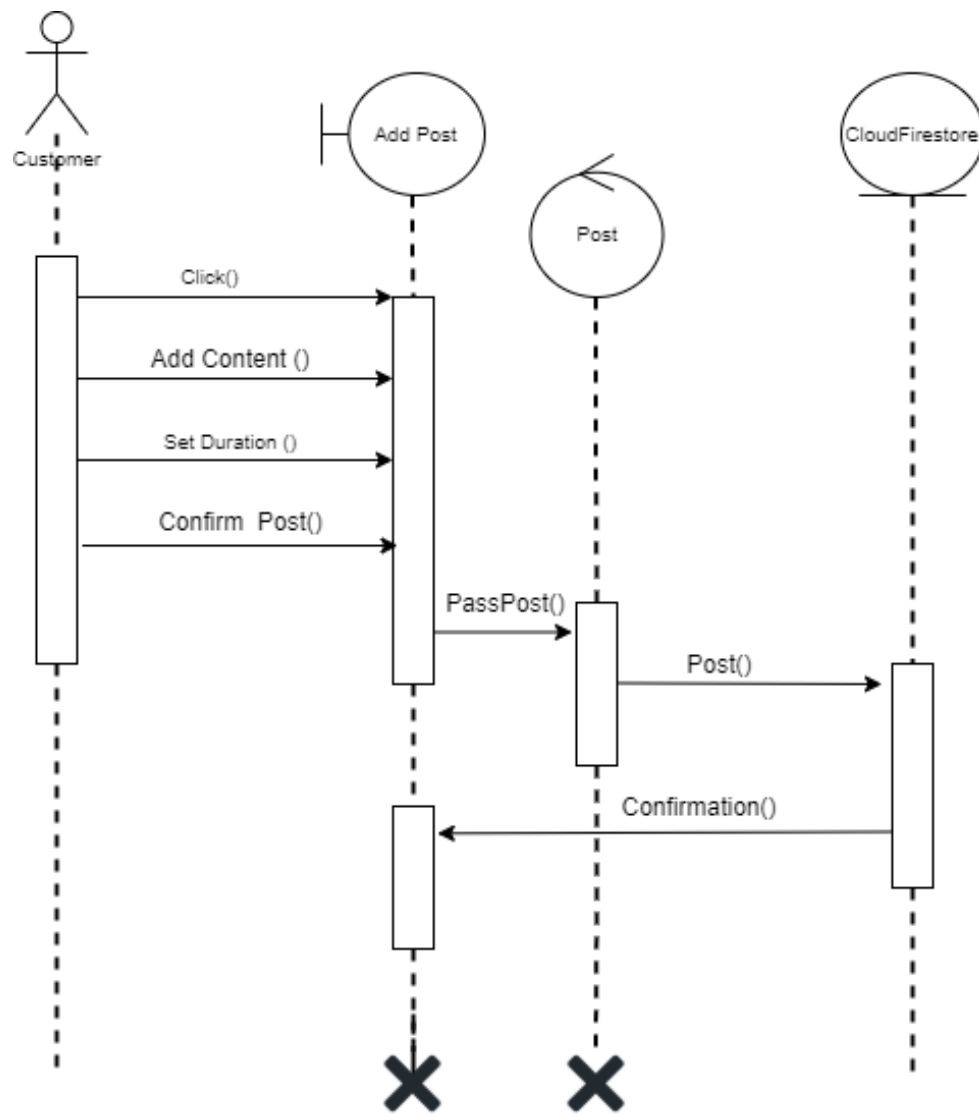 Customer
Add Post
Post
CloudFirestore
Click()
Add Content ()
Set Duration ()
Confirm  Post()
PassPost()
Post()
Confirmation()